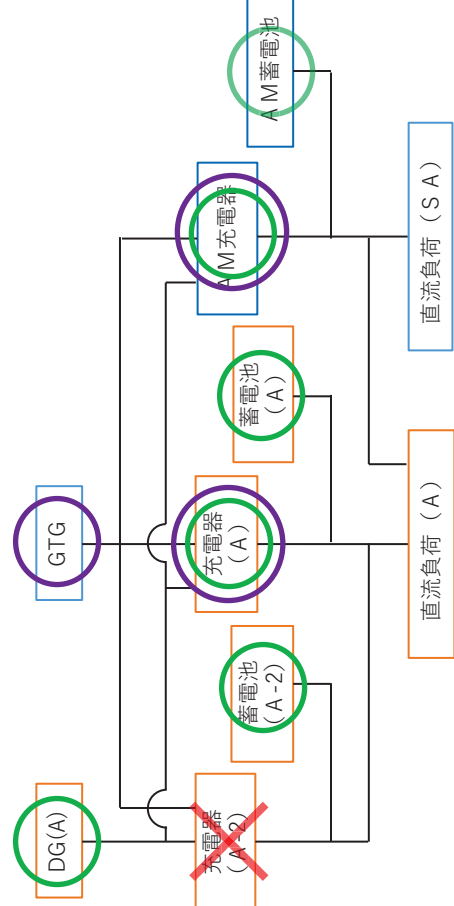 DG(A)
GTG
充電器
(A-2)
蓄電池
(A-2)
充電器
(A)
蓄電池
(A)
AM充電器
AM蓄電池
直流負荷（A）
直流負荷（SA）